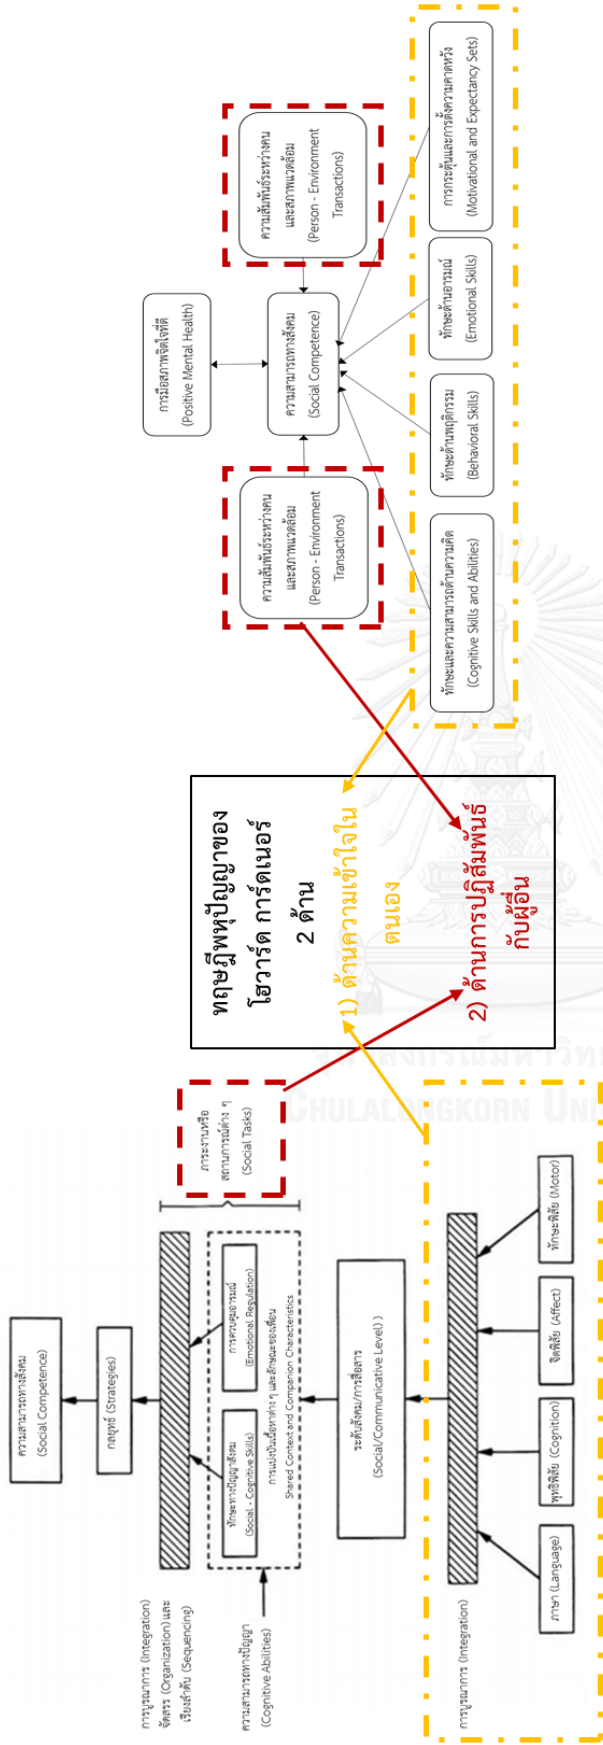 ความสามารถทางสังคม
(Social Competence)
กลยุทธ์ (Strategies)
การบูรณาการ (Integration)
จัดสรร (Organization) และ
เรียงลำดับ (Sequencing)
ภาระงานหรือ
สถานการณ์ต่าง ๆ
(Social Tasks)
ทักษะทางปัญญาสังคม
(Social - Cognitive Skills)
การควบคุมอารมณ์
(Emotional Regulation)
ความสามารถทางปัญญา
(Cognitive Abilities)
การแบ่งปันเนื้อหาต่าง ๆ และลักษณะของเพื่อน
Shared Context and Companion Characteristics
ระดับสังคม/การสื่อสาร
(Social/Communicative Level) )
การบูรณาการ (Integration)
ภาษา (Language)
พุทธิพิสัย (Cognition)
จิตพิสัย (Affect)
ทักษะพิสัย (Motor)
ทฤษฎีพหุปัญญาของ
โฮวาร์ด การ์ดเนอร์
2 ด้าน
1) ด้านความเข้าใจใน
ตนเอง
2) ด้านการปฏิสัมพันธ์
กับผู้อื่น
CHULALONGKORN UNI
การมีสภาพจิตใจที่ดี
(Positive Mental Health)
ความสัมพันธ์ระหว่างคน
และสภาพแวดล้อม
(Person - Environment
Transactions)
ความสามารถทางสังคม
(Social Competence)
ความสัมพันธ์ระหว่างคน
และสภาพแวดล้อม
(Person - Environment
Transactions)
ทักษะและความสามารถด้านความคิด
(Cognitive Skills and Abilities)
ทักษะด้านพฤติกรรม
(Behavioral Skills)
ทักษะด้านอารมณ์
(Emotional Skills)
การกระตุ้นและการตั้งความคาดหวัง
(Motivational and Expectancy Sets)